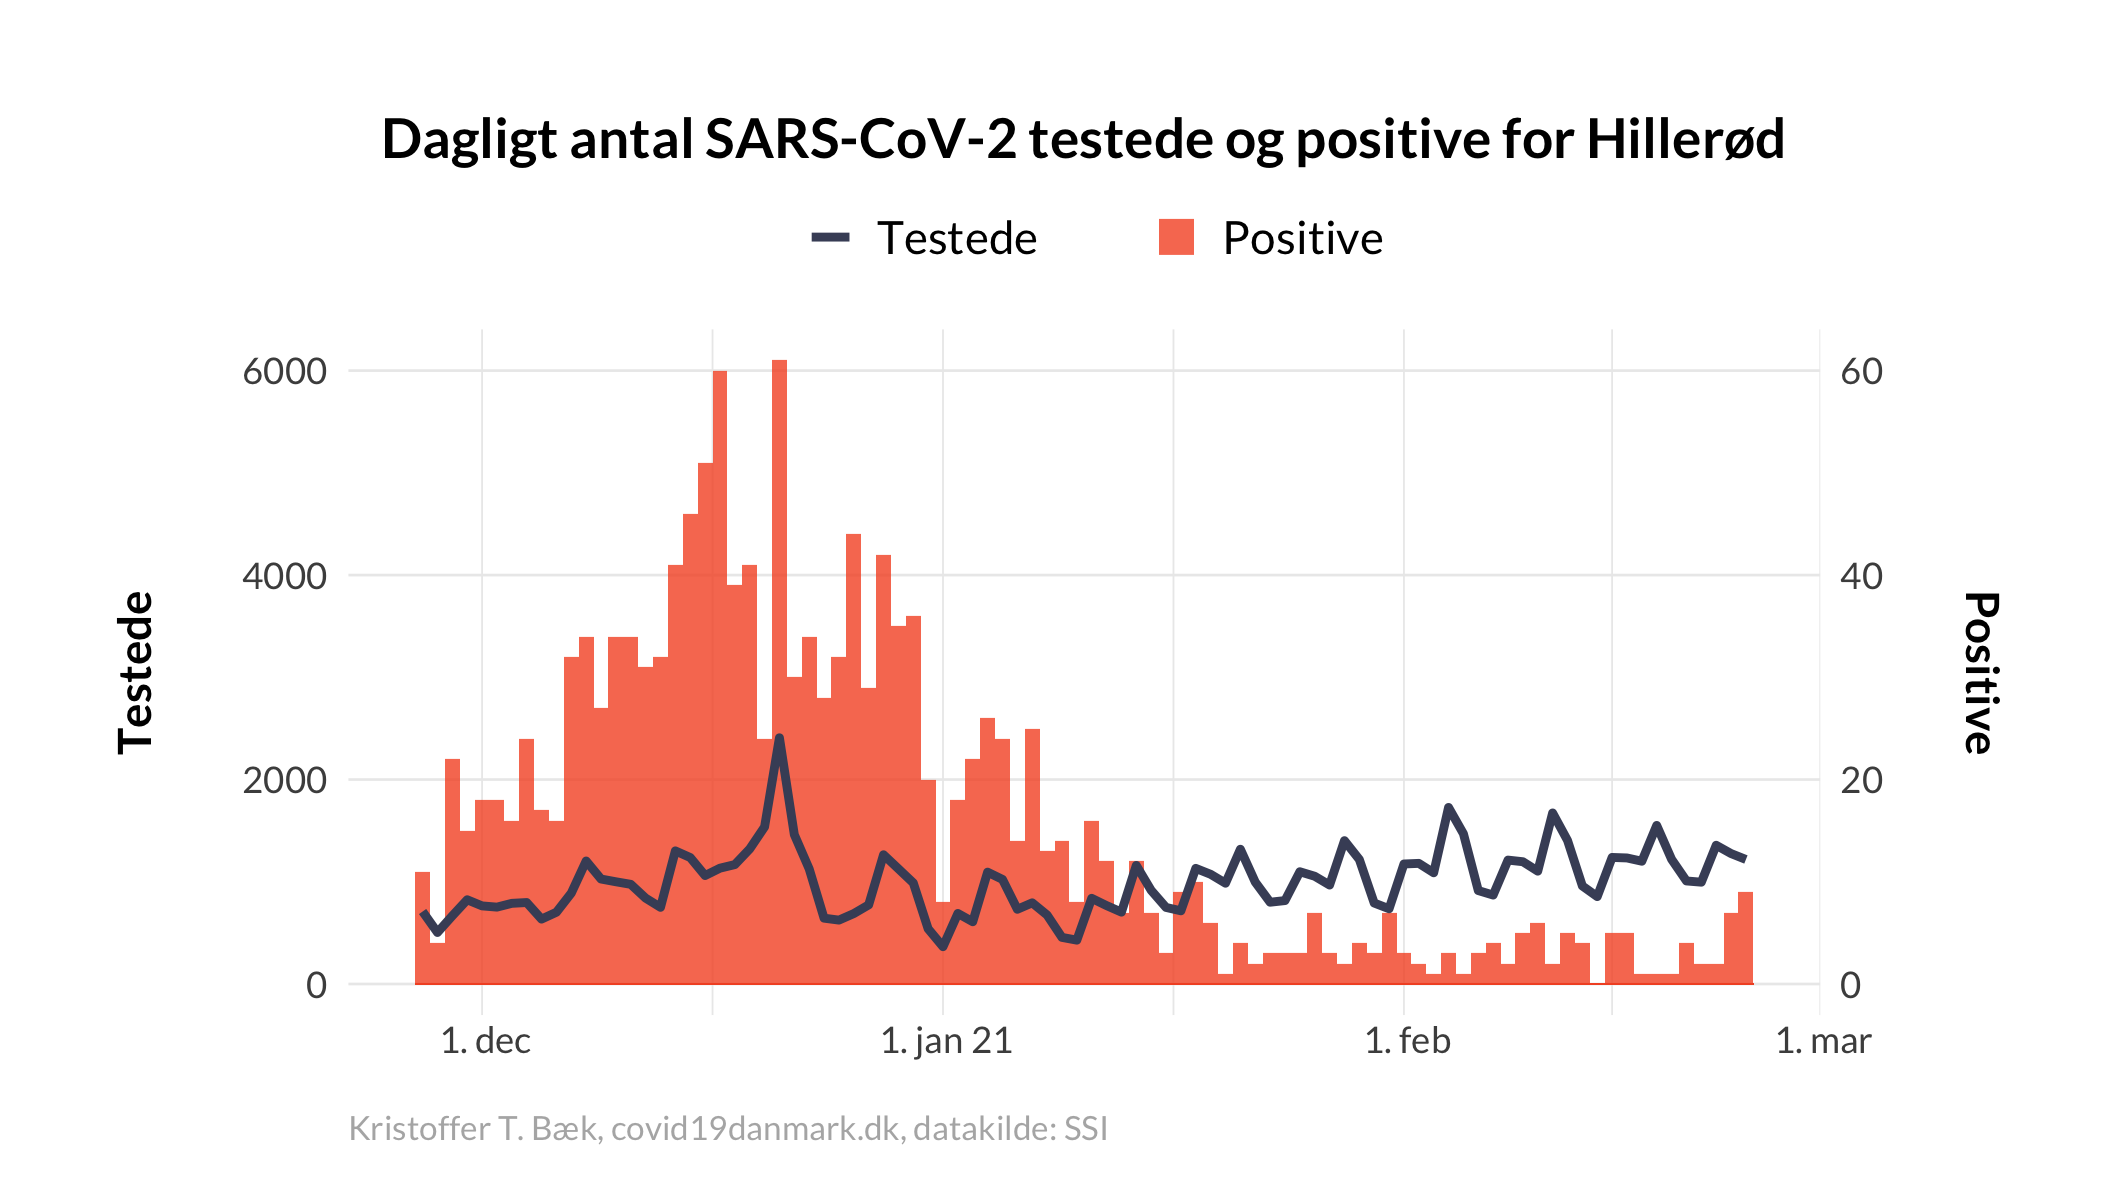 Dagligt antal SARS-CoV-2 testede og positive for Hillerød
Testede Positive
6000 60
4000 40
Testede Positive
2000 20
0 0
1. dec 1. jan 21 1. feb 1. mar
Kristoffer T. Bæk, covid19danmark.dk, datakilde: SSI